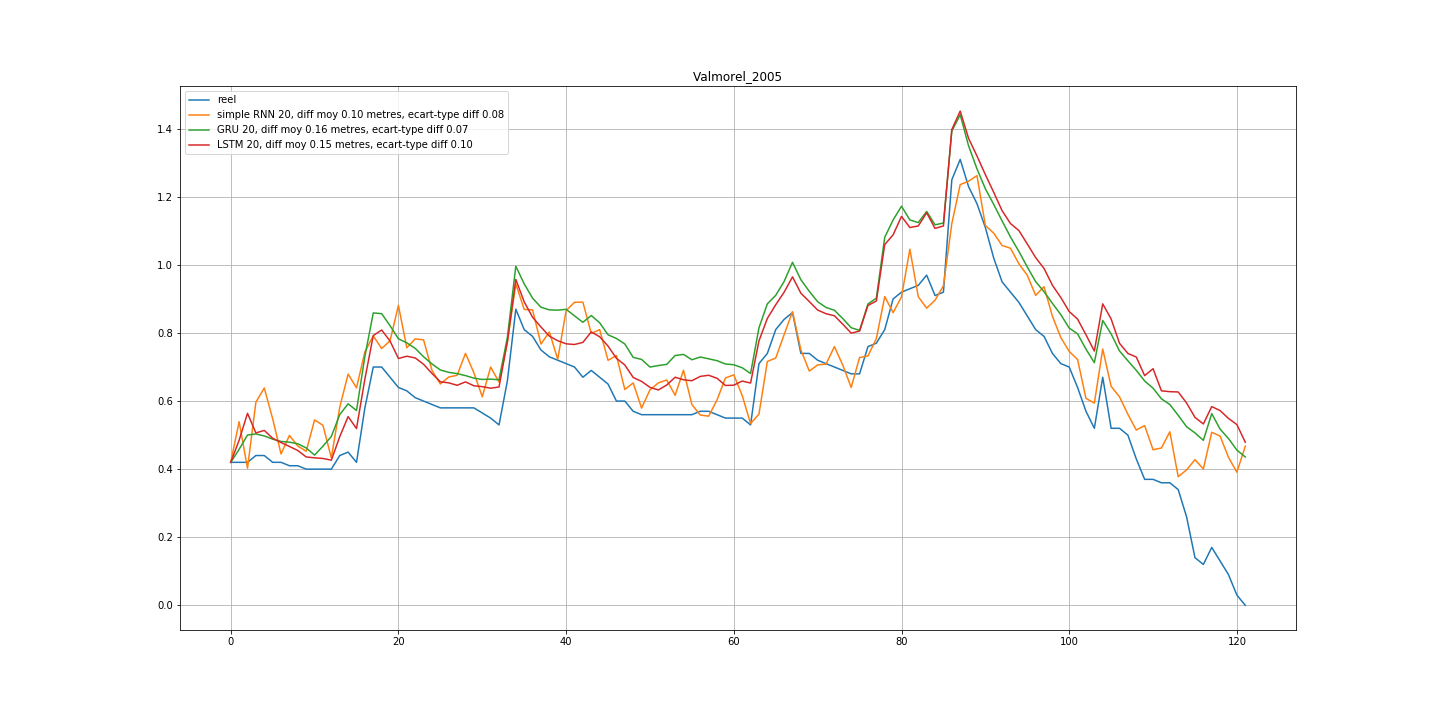 Valmorel_2005
reel
simple RNN 20, diff moy 0.10 metres, ecart-type diff 0.08
GRU 20, diff moy 0.16 metres, ecart-type diff 0.07
LSTM 20, diff moy 0.15 metres, ecart-type diff 0.10
1.4
1.2
1.0
0.8
0.6
0.4
0.2
0.0
0 20 40 60 80 100 120